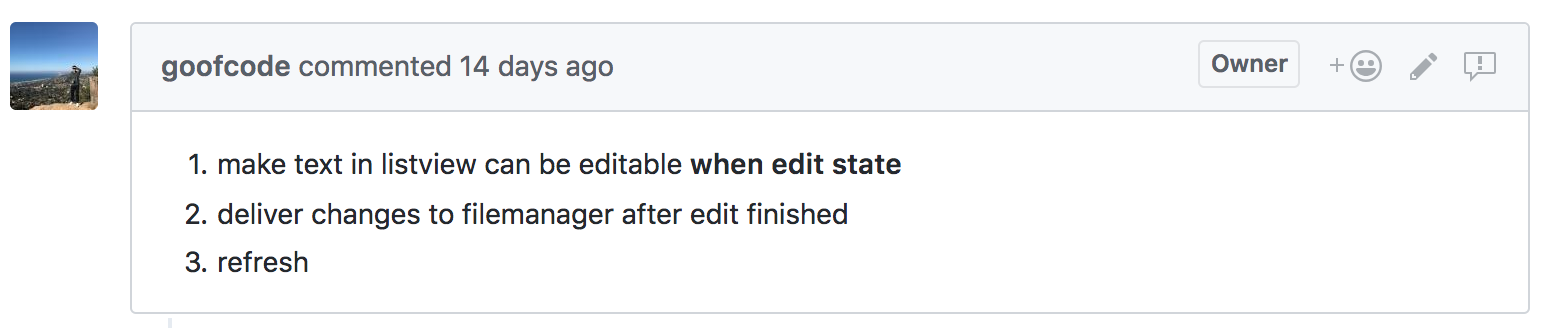 goofcode commented 14 days ago Owner
1. make text in listview can be editable when edit state
2. deliver changes to filemanager after edit finished
3. refresh